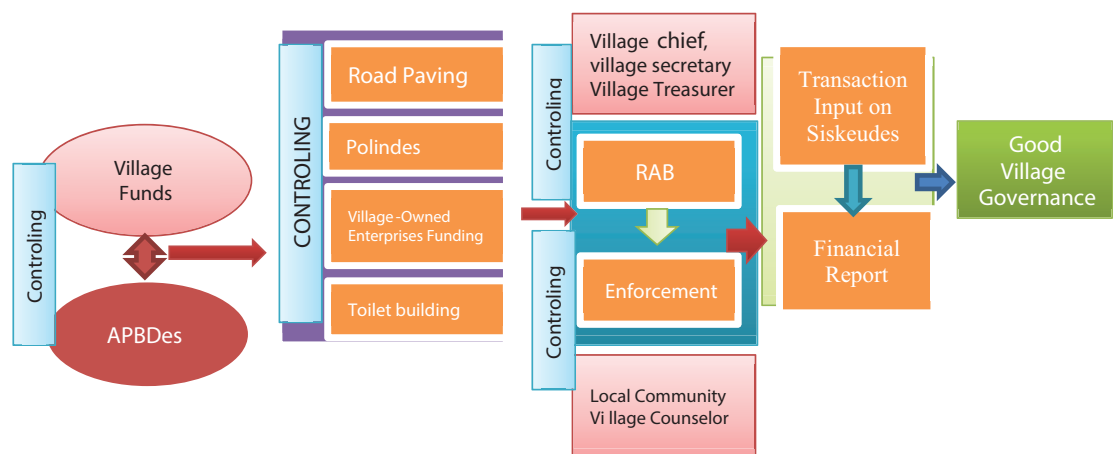 Controling
Village
Funds
APBDes
CONTROLING
Road Paving
Polindes
Village-Owned
Enterprises Funding
Toilet building
Controling
Controling
Village chief,
village secretary
Village Treasurer
RAB
Enforcement
Local Community
Vi llage Counselor
Transaction
Input on
Siskeudes
Financial
Report
Good
Village
Governance